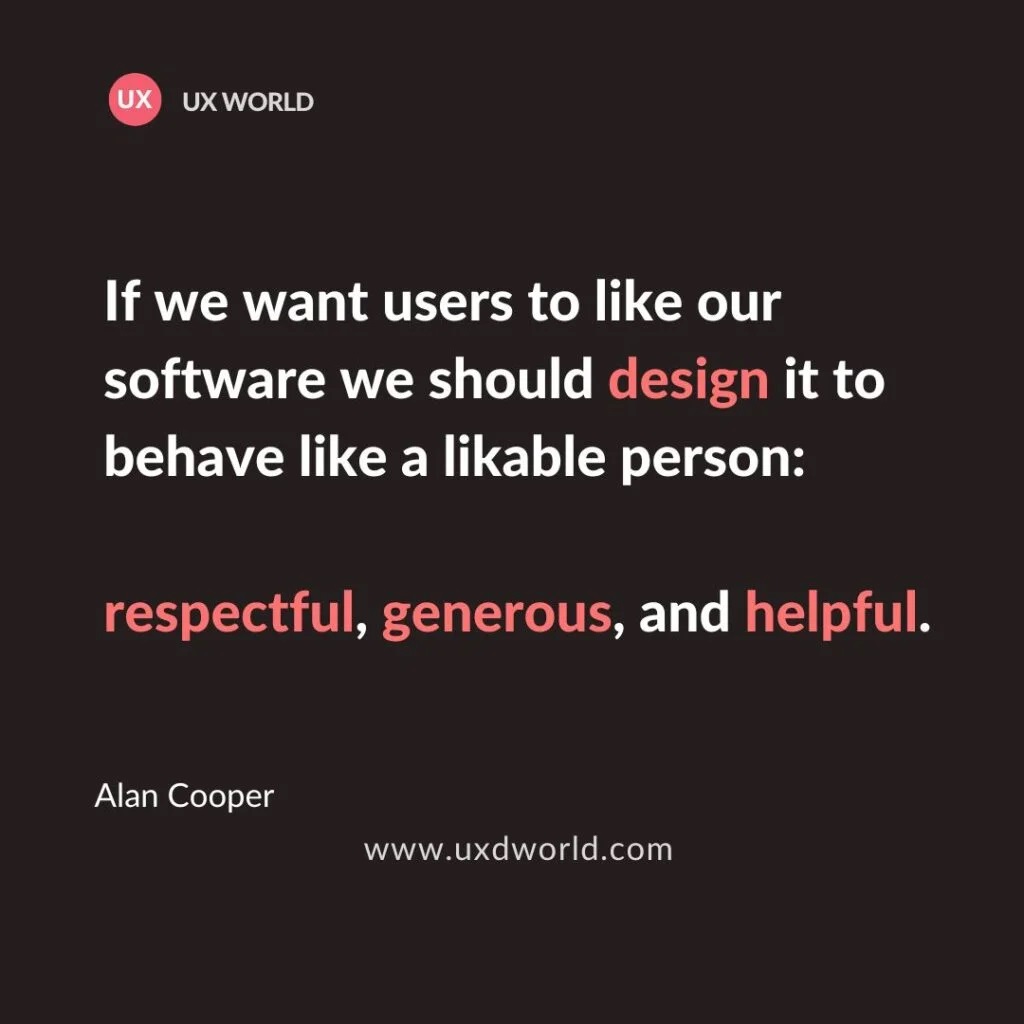 UX UX WORLD
If we want users to like our
software we should design it to
behave like a likable person:
respectful, generous, and helpful.
Alan Cooper
www.uxdworld.com